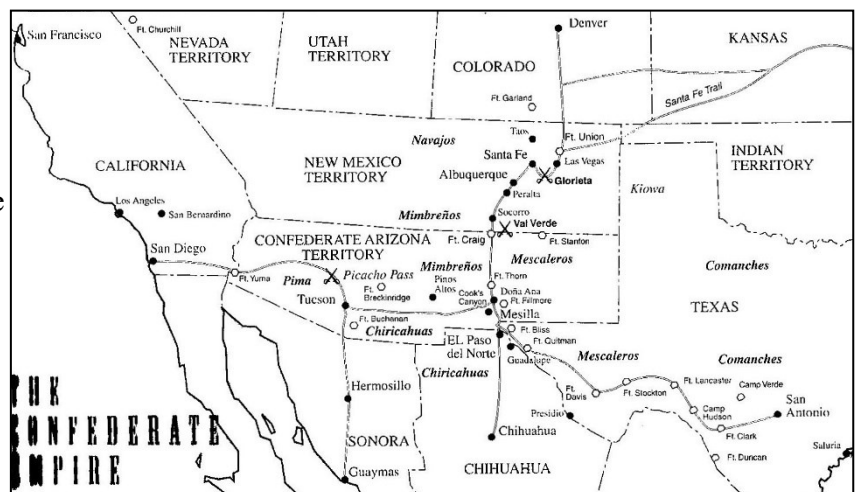 San Francisco
Ft. Churchill
NEVADA
TERRITORY
UTAH
TERRITORY
Denver
COLORADO
KANSAS
Ft. Garland
Santa Fe Trail
Taos
Navajos
Ft. Union
Santa Fe
Las Vegas
INDIAN
TERRITORY
CALIFORNIA
NEW MEXICO
TERRITORY
Albuquerque
Glorieta
Peralta
Kiowa
Los Angeles
San Bernardino
Mimbreños
Socorro
Val Verde
San Diego
CONFEDERATE ARIZONA
TERRITORY
Ft. Craig
Ft. Stanton
Mescaleros
Ft. Yuma
Pima
Picacho Pass
Mimbreños
Ft. Thorn
Comanches
Ft.
Breckinridge
Pinos
Altos
Cook's
Canyon
Doña Ana
Ft. Fillmore
Tucson
Mesilla
TEXAS
Ft. Buchanan
Chiricahuas
Ft. Bliss
EL Paso
del Norte
Ft. Quitman
Guadalupe
Mescaleros
Comanches
Chiricahuas
Hermosillo
Ft.
Davis
Ft. Stockton
Ft. Lancaster
Camp Verde
San
Antonio
Presidio
Camp
Hudson
Ft. Clark
Saluria
Chihuahua
SONORA
Ft. Duncan
Guaymas
CHIHUAHUA
CONFEDERATE